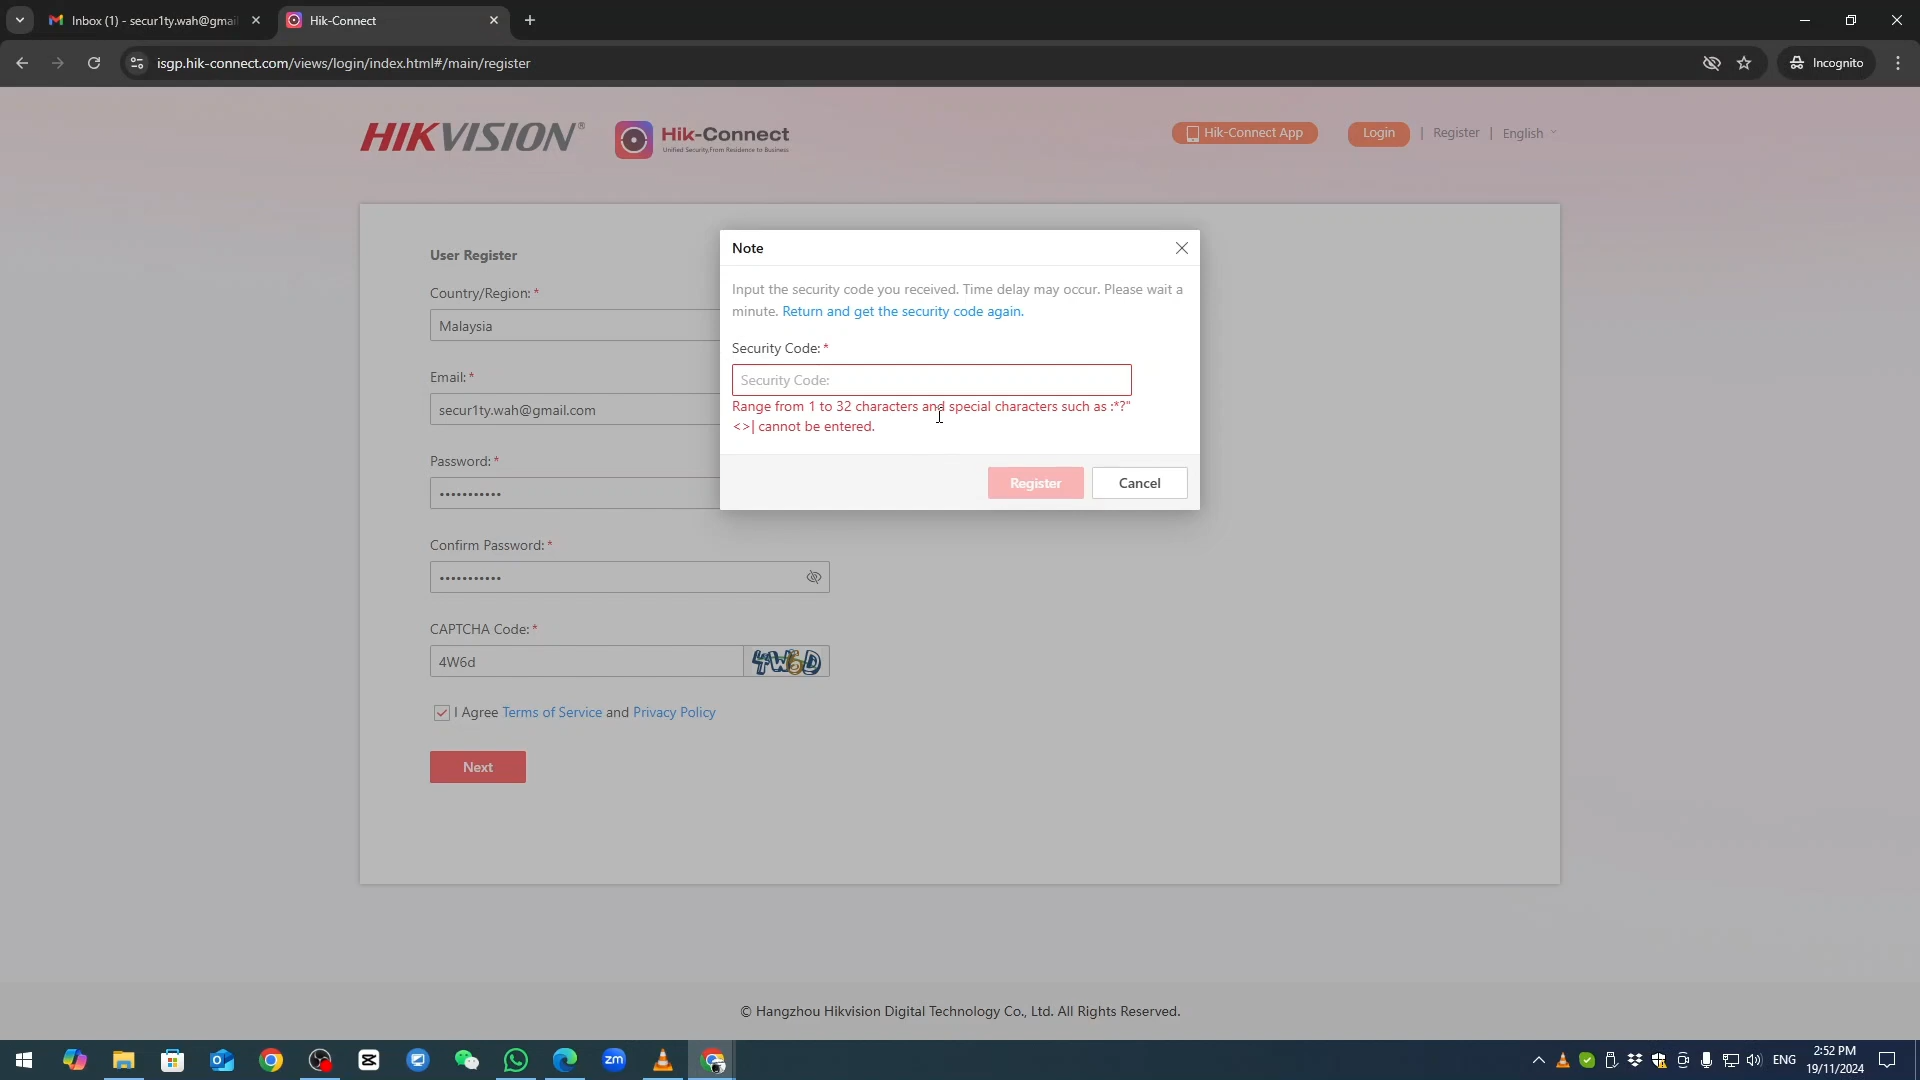 Inbox (1) - secur1ty.wah@gmai
Hik-Connect
isgp.hik-connect.com/views/login/index.html#/main/register
Incognito
HIKVISION®
Hik-Connect
Unified Security,From Residence to Business
Hik-Connect App
Login
| Register | English
User Register
Country/Region: *
Malaysia
Email: *
secur1ty.wah@gmail.com
Password: *
•••••••••••
Confirm Password: *
•••••••••••
CAPTCHA Code: *
4W6d
4W6D
I Agree Terms of Service and Privacy Policy
Next
Note
Input the security code you received. Time delay may occur. Please wait a
minute. Return and get the security code again.
Security Code: *
Security Code:
Range from 1 to 32 characters and special characters such as :*?"
<>| cannot be entered.
Register
Cancel
© Hangzhou Hikvision Digital Technology Co., Ltd. All Rights Reserved.
zm
ENG
2:52 PM
19/11/2024